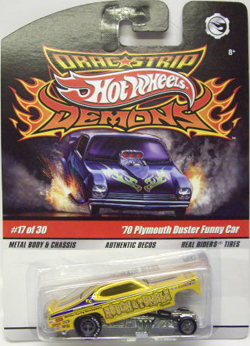 DRAG STRIP
Hot Wheels
DEMONS
8+
#17 of 30
'70 Plymouth Duster Funny Car
METAL BODY & CHASSIS
AUTHENTIC DECOS
REAL RIDERS TIRES